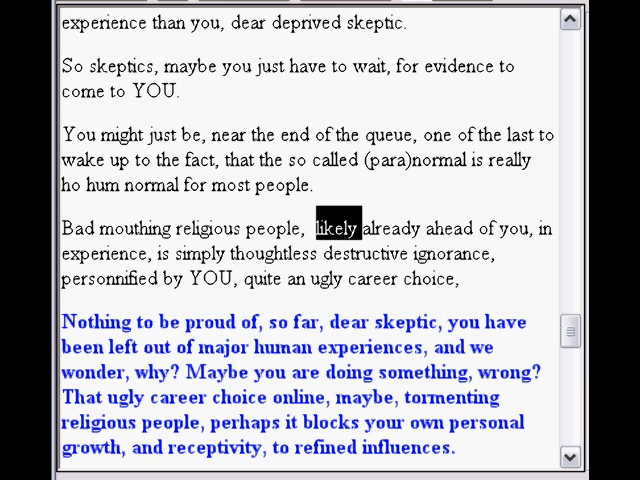 experience than you, dear deprived skeptic.
So skeptics, maybe you just have to wait, for evidence to
come to YOU.
You might just be, near the end of the queue, one of the last to
wake up to the fact, that the so called (para)normal is really
ho hum normal for most people.
Bad mouthing religious people, likely already ahead of you, in
experience, is simply thoughtless destructive ignorance,
personnified by YOU, quite an ugly career choice,
Nothing to be proud of, so far, dear skeptic, you have
been left out of major human experiences, and we
wonder, why? Maybe you are doing something, wrong?
That ugly career choice online, maybe, tormenting
religious people, perhaps it blocks your own personal
growth, and receptivity, to refined influences.